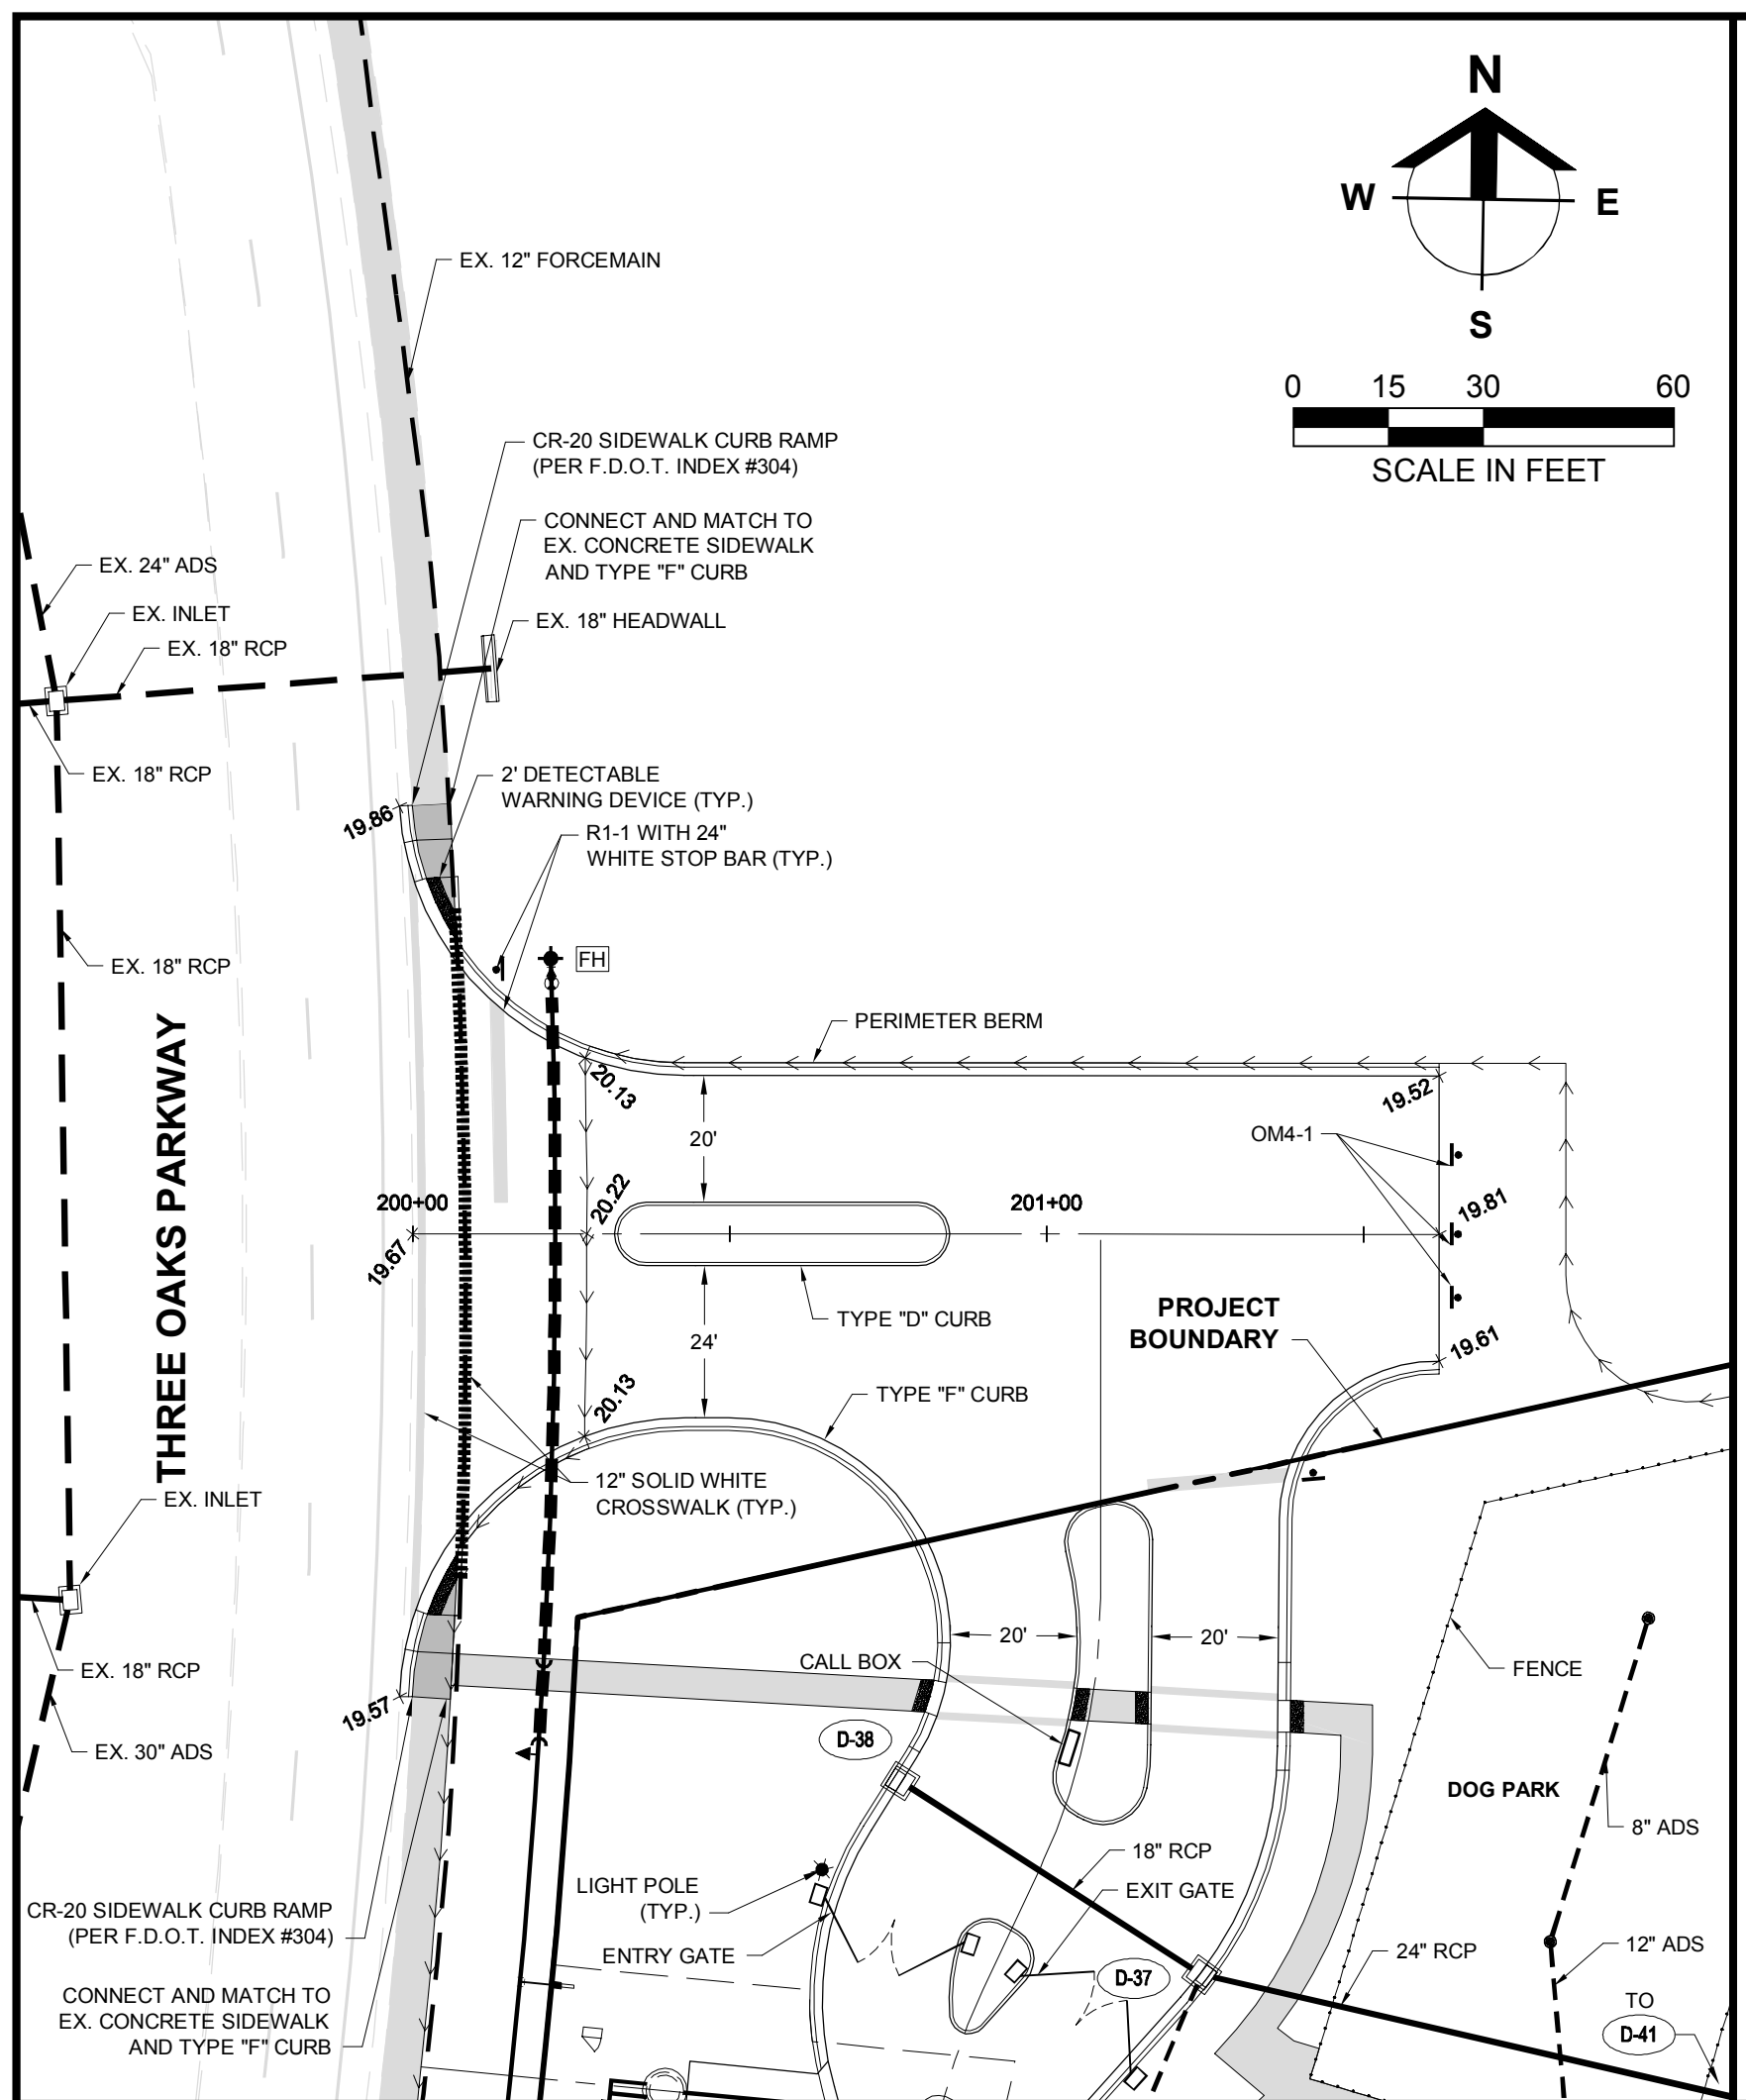 N
W
E
S
0 15 30 60
SCALE IN FEET
EX. 12" FORCEMAIN
CR-20 SIDEWALK CURB RAMP
(PER F.D.O.T. INDEX #304)
CONNECT AND MATCH TO
EX. CONCRETE SIDEWALK
AND TYPE "F" CURB
EX. 24" ADS
EX. INLET
EX. 18" HEADWALL
EX. 18" RCP
EX. 18" RCP
2' DETECTABLE
WARNING DEVICE (TYP.)
19.86
R1-1 WITH 24"
WHITE STOP BAR (TYP.)
EX. 18" RCP
FH
THREE OAKS PARKWAY
PERIMETER BERM
20.13
19.52
20'
OM4-1
200+00
20.22
201+00
19.81
19.67
TYPE "D" CURB
PROJECT
BOUNDARY
24'
19.61
20.13
TYPE "F" CURB
12" SOLID WHITE
CROSSWALK (TYP.)
EX. INLET
20'
20'
CALL BOX
FENCE
EX. 18" RCP
19.57
D-38
EX. 30" ADS
DOG PARK
8" ADS
18" RCP
LIGHT POLE
(TYP.)
EXIT GATE
CR-20 SIDEWALK CURB RAMP
(PER F.D.O.T. INDEX #304)
ENTRY GATE
24" RCP
12" ADS
D-37
CONNECT AND MATCH TO
EX. CONCRETE SIDEWALK
AND TYPE "F" CURB
TO
D-41